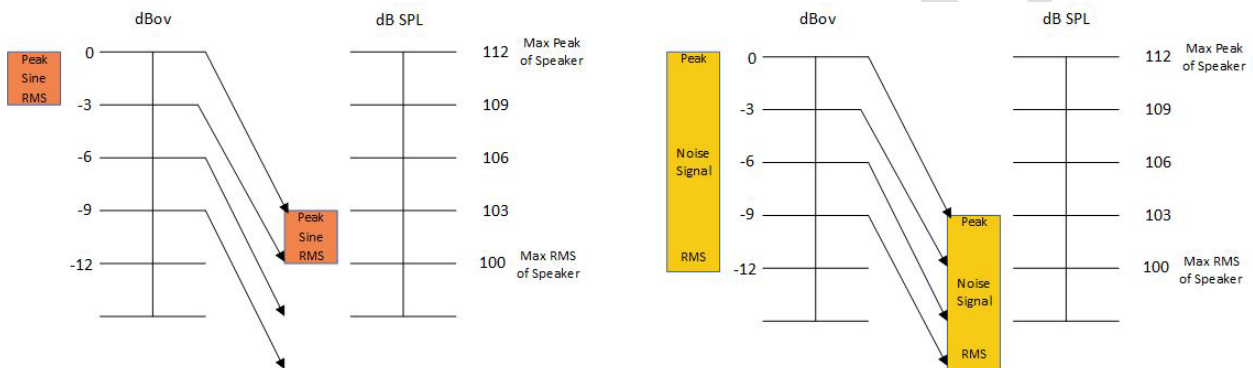 dBov
dB SPL
Peak
Sine
RMS
0
-3
-6
-9
-12
Peak
Sine
RMS
112
Max Peak
of Speaker
109
106
103
100
Max RMS
of Speaker
dBov
dB SPL
Peak
Noise
Signal
RMS
0
-3
-6
-9
-12
Peak
Noise
Signal
RMS
112
Max Peak
of Speaker
109
106
103
100
Max RMS
of Speaker